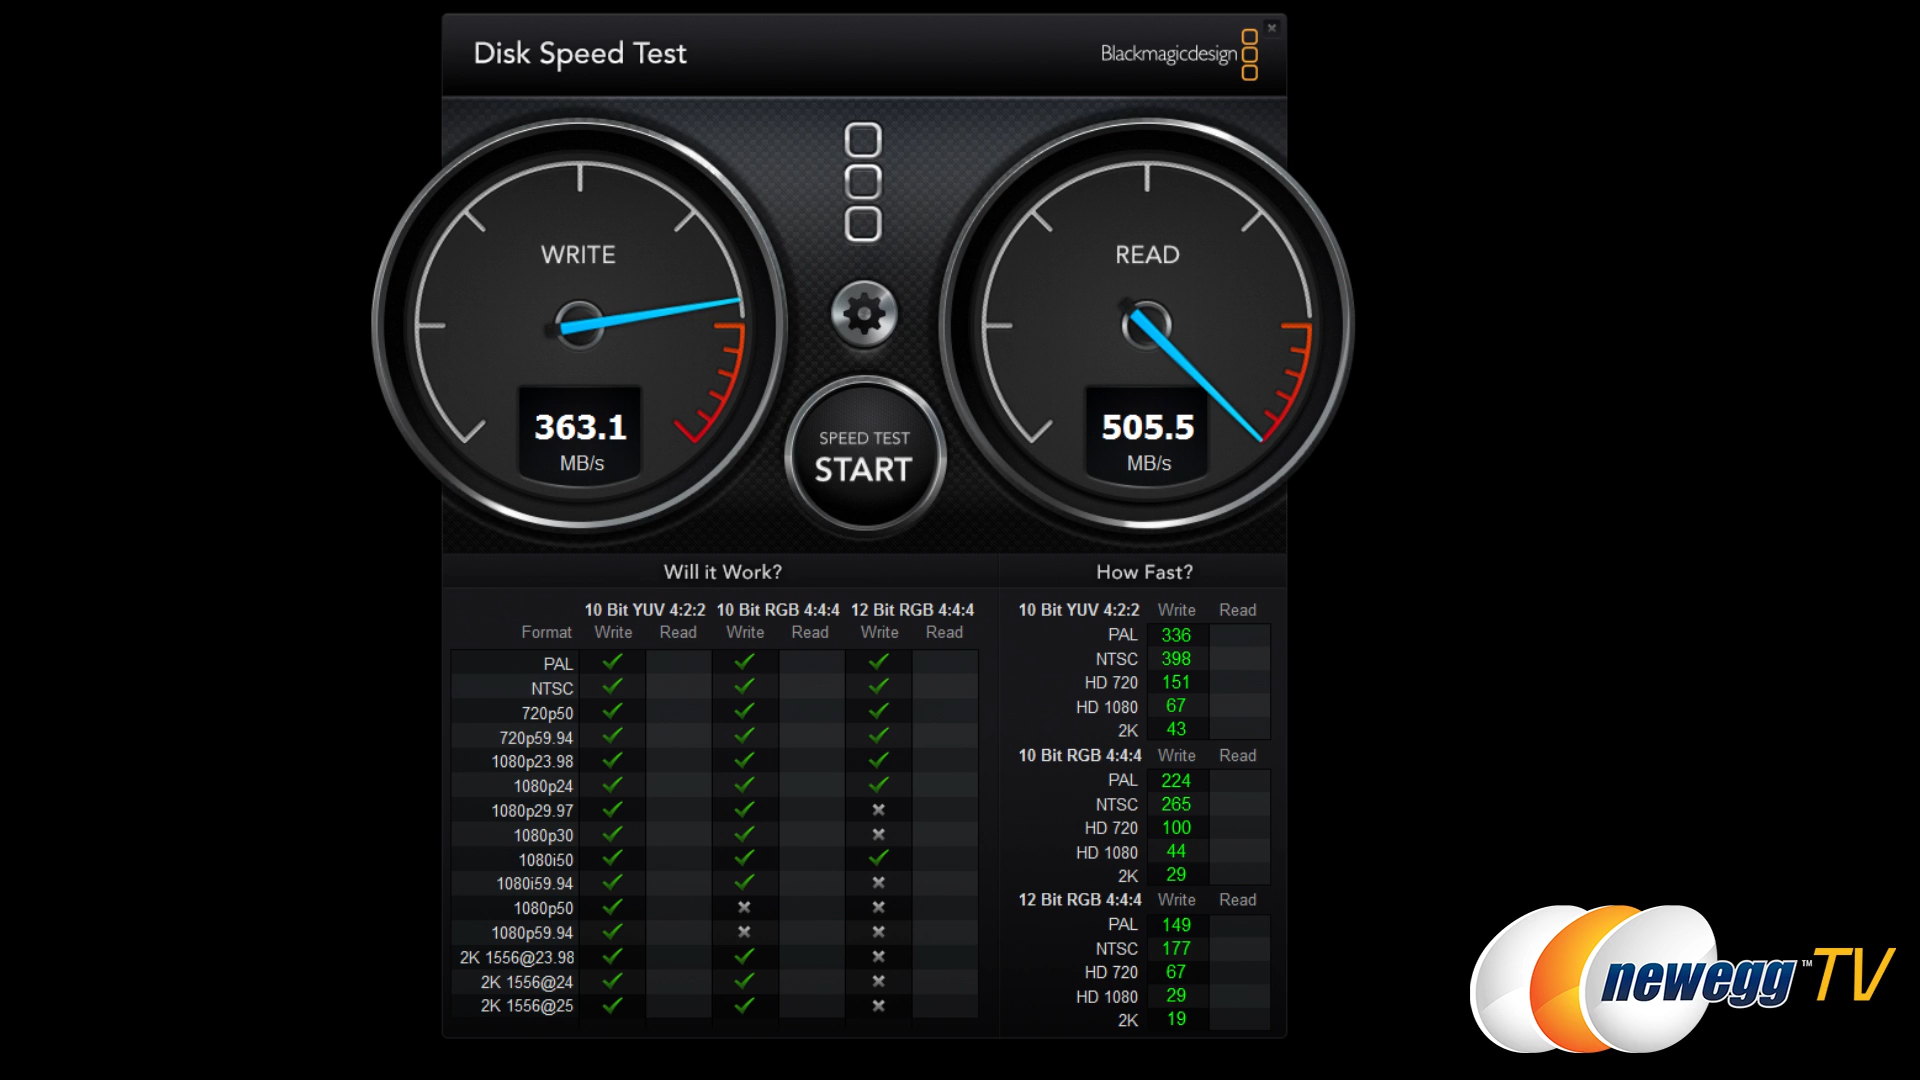 Disk Speed Test
Blackmagicdesign
WRITE
363.1
MB/s
READ
505.5
MB/s
SPEED TEST
START
Will it Work?
10 Bit YUV 4:2:2 10 Bit RGB 4:4:4 12 Bit RGB 4:4:4
Format Write Read Write Read Write Read
PAL
NTSC
720p50
720p59.94
1080p23.98
1080p24
1080p29.97
1080p30
1080i50
1080i59.94
1080p50
1080p59.94
2K 1556@23.98
2K 1556@24
2K 1556@25
How Fast?
10 Bit YUV 4:2:2 Write Read
PAL 336
NTSC 398
HD 720 151
HD 1080 67
2K 43
10 Bit RGB 4:4:4 Write Read
PAL 224
NTSC 265
HD 720 100
HD 1080 44
2K 29
12 Bit RGB 4:4:4 Write Read
PAL 149
NTSC 177
HD 720 67
HD 1080 29
2K 19
newegg™TV